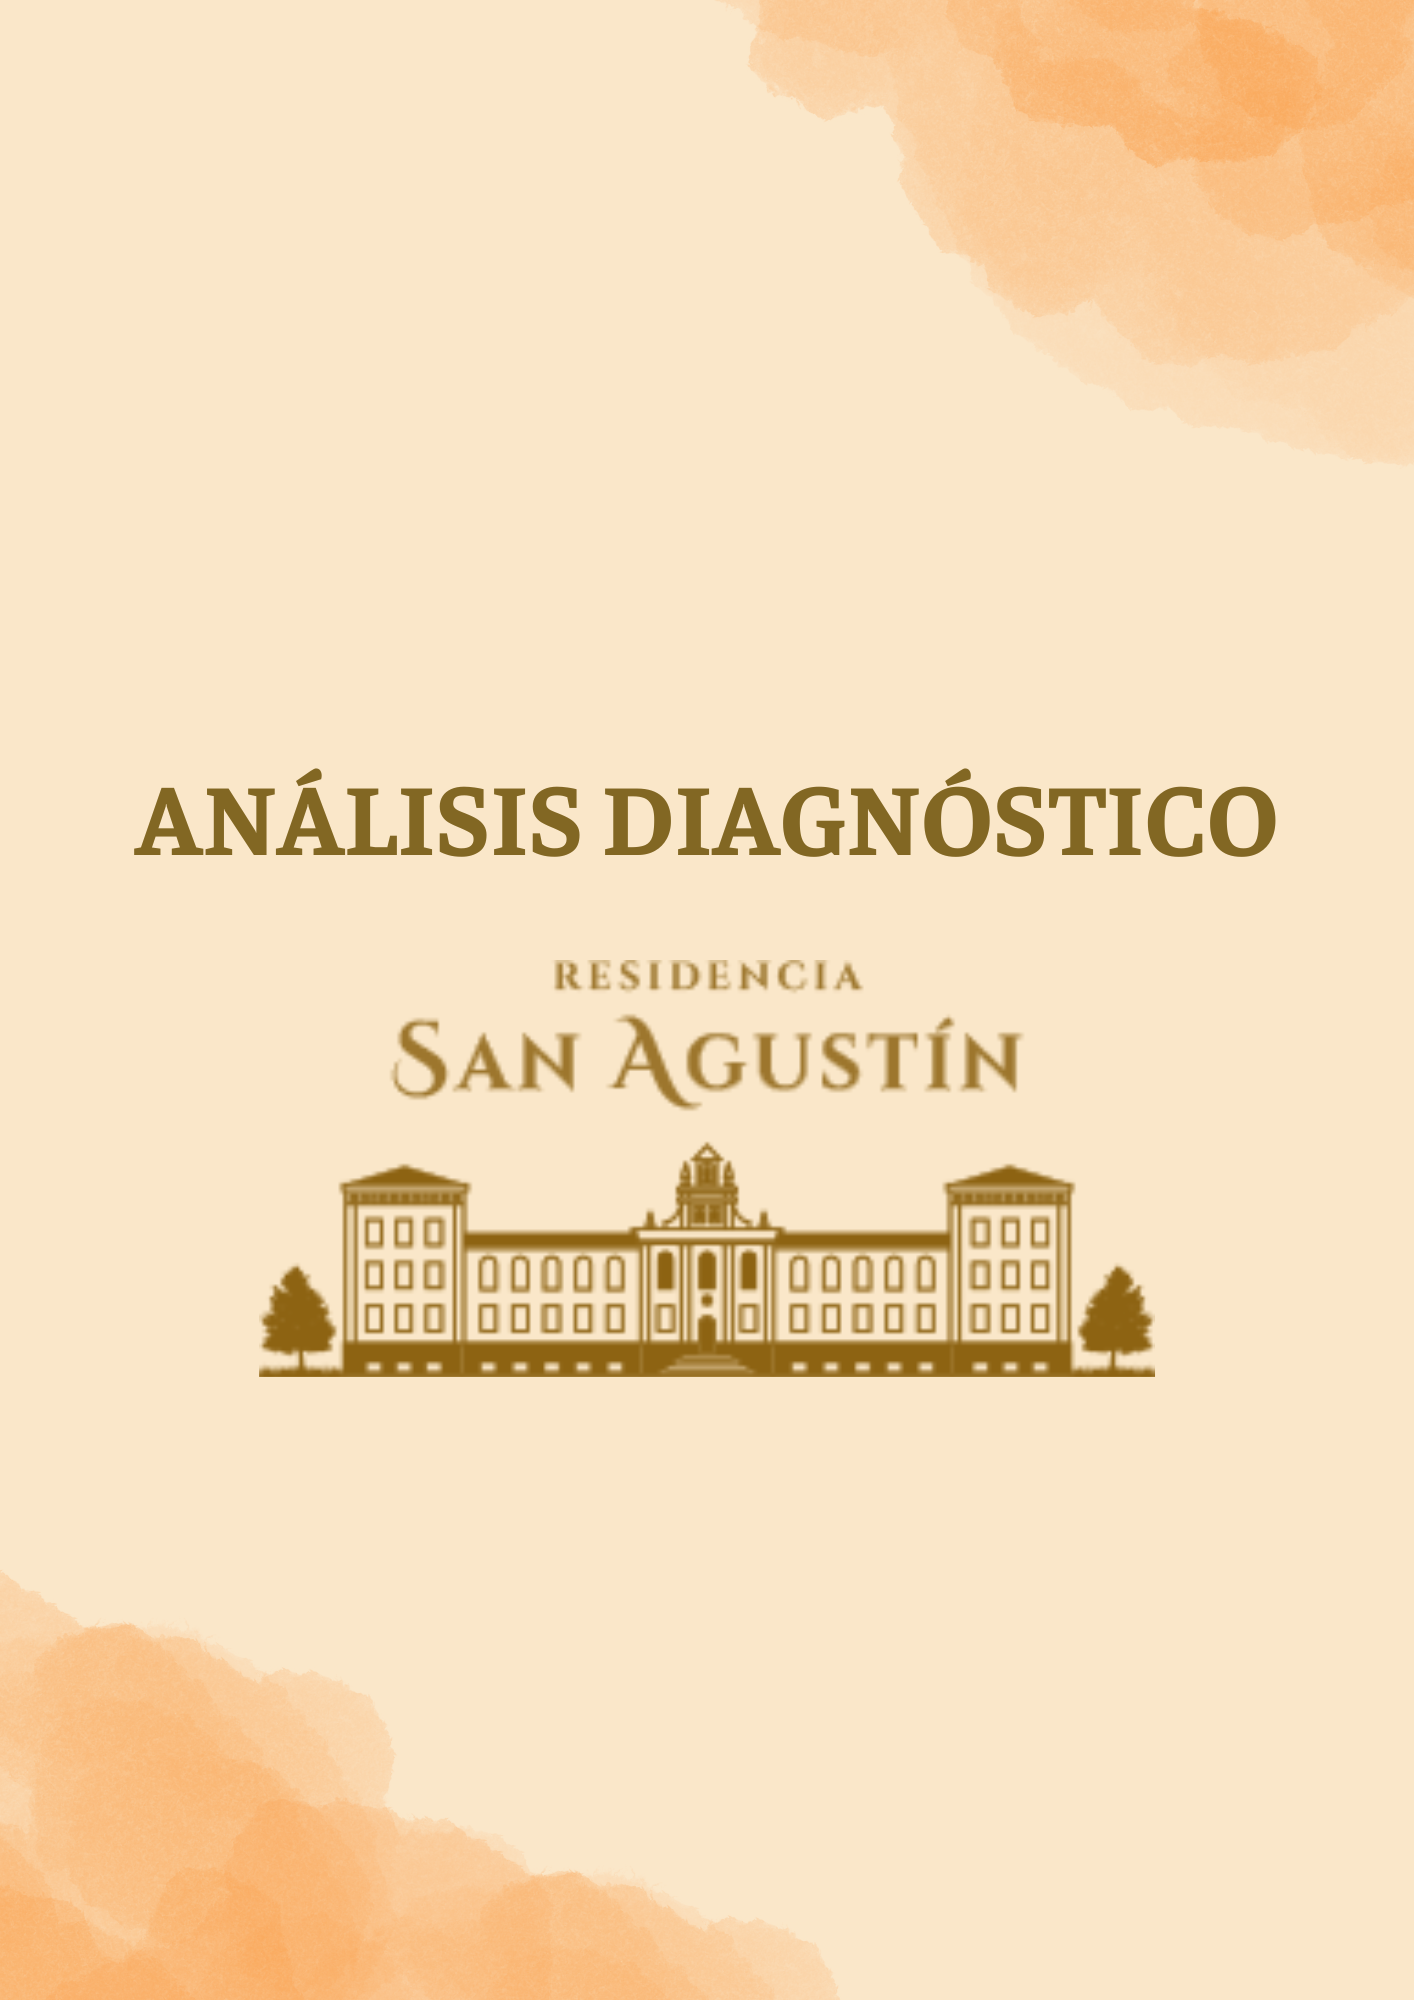 ANÁLISIS DIAGNÓSTICO
RESIDENCIA
SAN AGUSTÍN